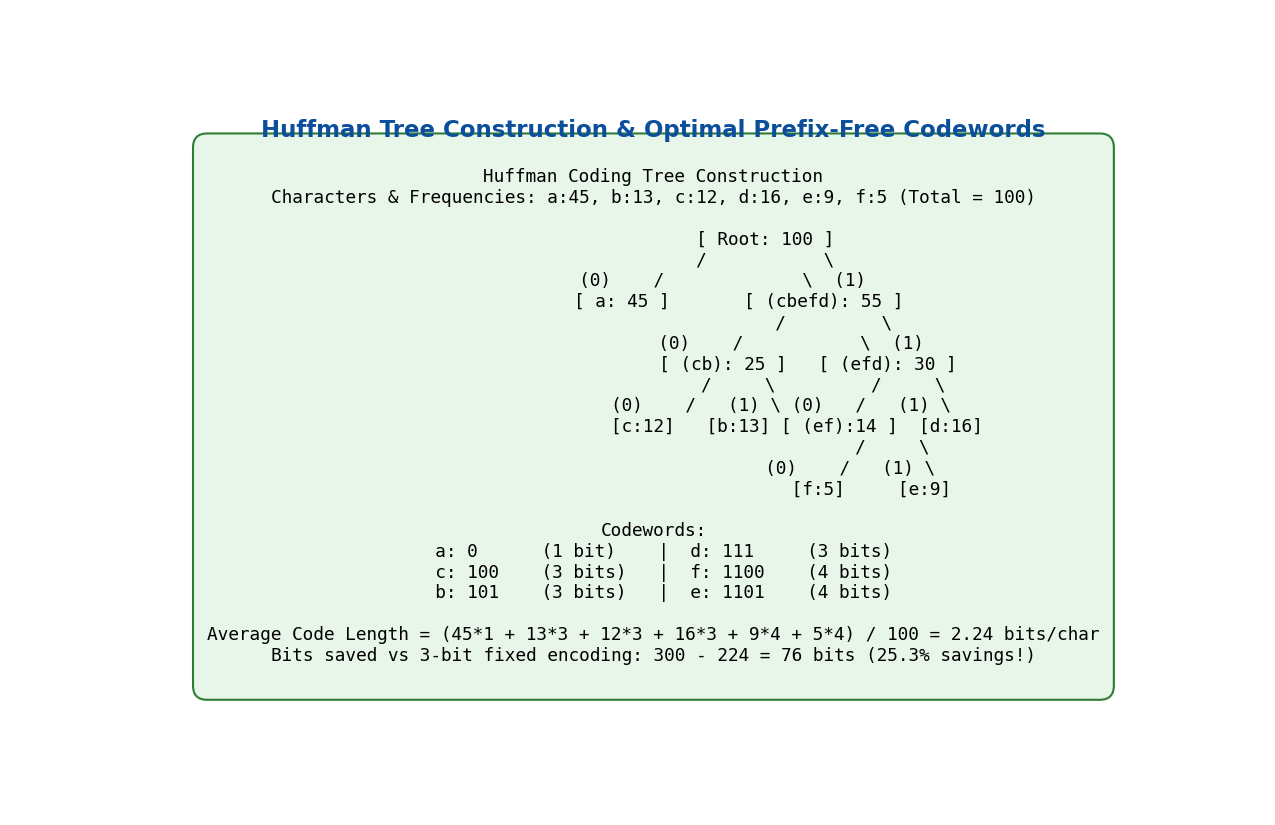 Huffman Tree Construction & Optimal Prefix-Free Codewords
Huffman Coding Tree Construction
Characters & Frequencies: a:45, b:13, c:12, d:16, e:9, f:5 (Total = 100)
[ Root: 100 ]
/ \
(0) / \ (1)
[ a: 45 ] [ (cbefd): 55 ]
/ \
(0) / \ (1)
[ (cb): 25 ] [ (efd): 30 ]
/ \ / \
(0) / (1) \ (0) / (1) \
[c:12] [b:13] [ (ef):14 ] [d:16]
/ \
(0) / (1) \
[f:5] [e:9]
Codewords:
a: 0 (1 bit) | d: 111 (3 bits)
c: 100 (3 bits) | f: 1100 (4 bits)
b: 101 (3 bits) | e: 1101 (4 bits)
Average Code Length = (45*1 + 13*3 + 12*3 + 16*3 + 9*4 + 5*4) / 100 = 2.24 bits/char
Bits saved vs 3-bit fixed encoding: 300 - 224 = 76 bits (25.3% savings!)